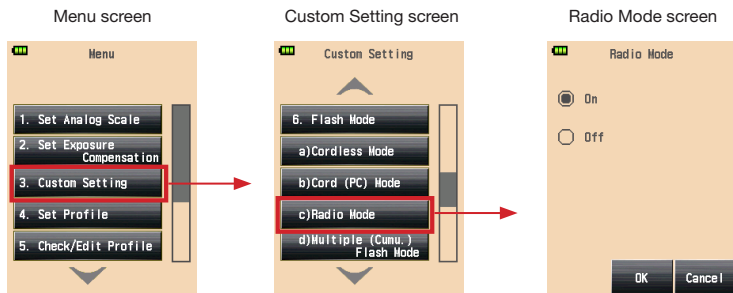 Menu screen
Custom Setting screen
Radio Mode screen
Menu
1. Set Analog Scale
2. Set Exposure
Compensation
3. Custom Setting
4. Set Profile
5. Check/Edit Profile
Custom Setting
6. Flash Mode
a)Cordless Mode
b)Cord (PC) Mode
c)Radio Mode
d)Multiple (Cumu.)
Flash Mode
Radio Mode
On
Off
OK
Cancel